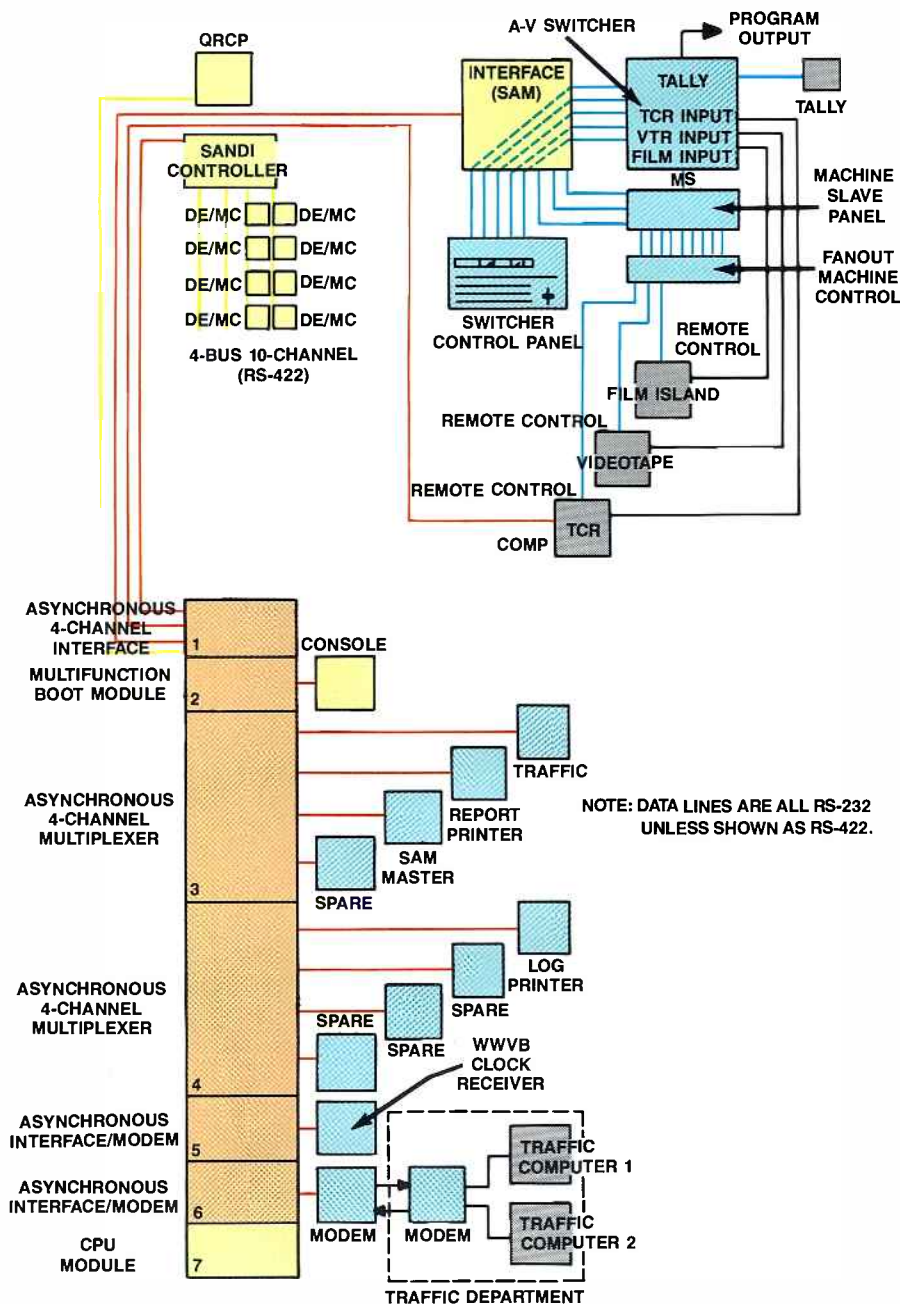 QRCP
A-V SWITCHER
PROGRAM
OUTPUT
INTERFACE
(SAM)
TALLY
TALLY
TCR INPUT
VTR INPUT
FILM INPUT
SANDI
CONTROLLER
MS
MACHINE
SLAVE
PANEL
DE/MC DE/MC
DE/MC DE/MC
DE/MC DE/MC
DE/MC DE/MC
4-BUS 10-CHANNEL
(RS-422)
FANOUT
MACHINE
CONTROL
SWITCHER
CONTROL PANEL
REMOTE
CONTROL
FILM ISLAND
REMOTE CONTROL
VIDEOTAPE
REMOTE CONTROL
TCR
COMP
ASYNCHRONOUS
4-CHANNEL
INTERFACE
1
CONSOLE
MULTIFUNCTION
BOOT MODULE
2
TRAFFIC
ASYNCHRONOUS
4-CHANNEL
MULTIPLEXER
REPORT
PRINTER
NOTE: DATA LINES ARE ALL RS-232
UNLESS SHOWN AS RS-422.
SAM
MASTER
3
SPARE
LOG
PRINTER
ASYNCHRONOUS
4-CHANNEL
MULTIPLEXER
SPARE
SPARE
SPARE
4
WWVB
CLOCK
RECEIVER
ASYNCHRONOUS
INTERFACE/MODEM
5
TRAFFIC
COMPUTER 1
ASYNCHRONOUS
INTERFACE/MODEM
6
MODEM
MODEM
TRAFFIC
COMPUTER 2
CPU
MODULE
7
TRAFFIC DEPARTMENT